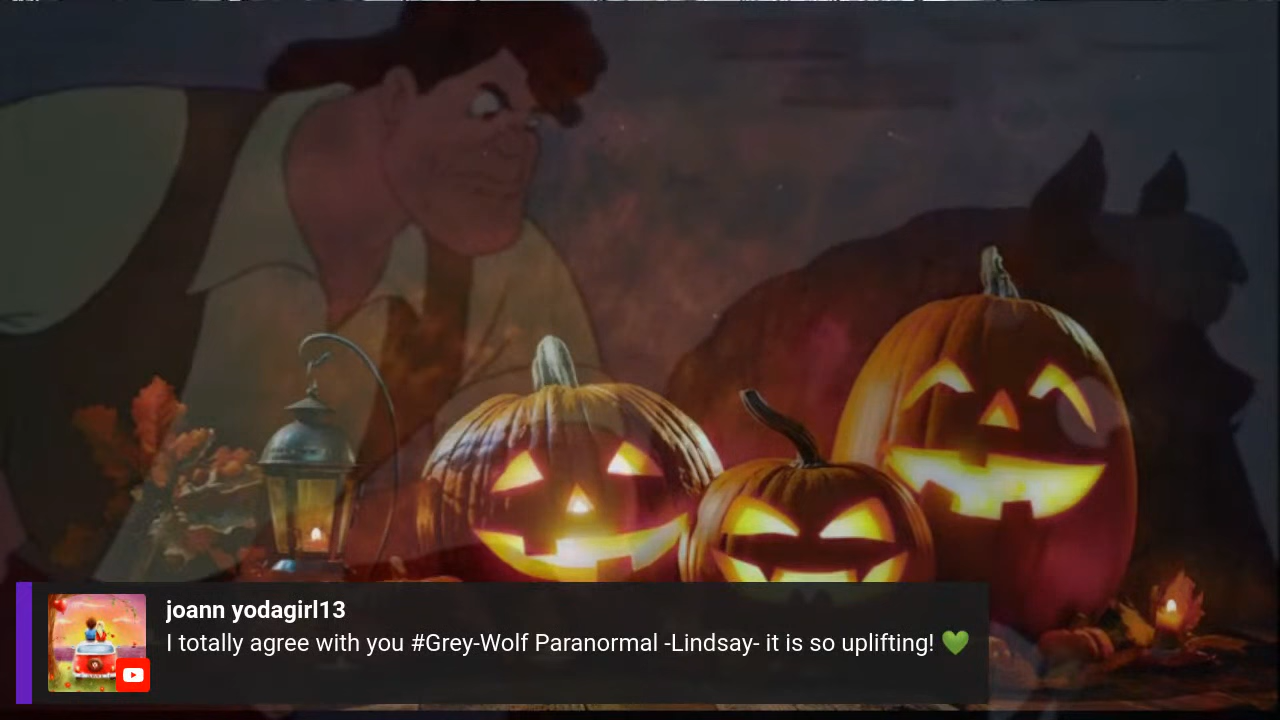 joann yodagirl13
I totally agree with you #Grey-Wolf Paranormal -Lindsay- it is so uplifting! 💚